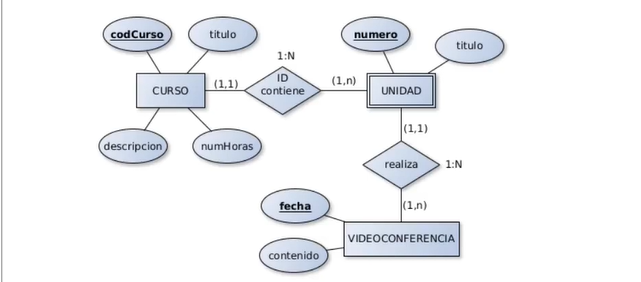 codCurso
titulo
numero
titulo
1:N
ID
contiene
CURSO
(1,1)
(1,n)
UNIDAD
descripcion
numHoras
(1,1)
realiza
1:N
(1,n)
fecha
VIDEOCONFERENCIA
contenido